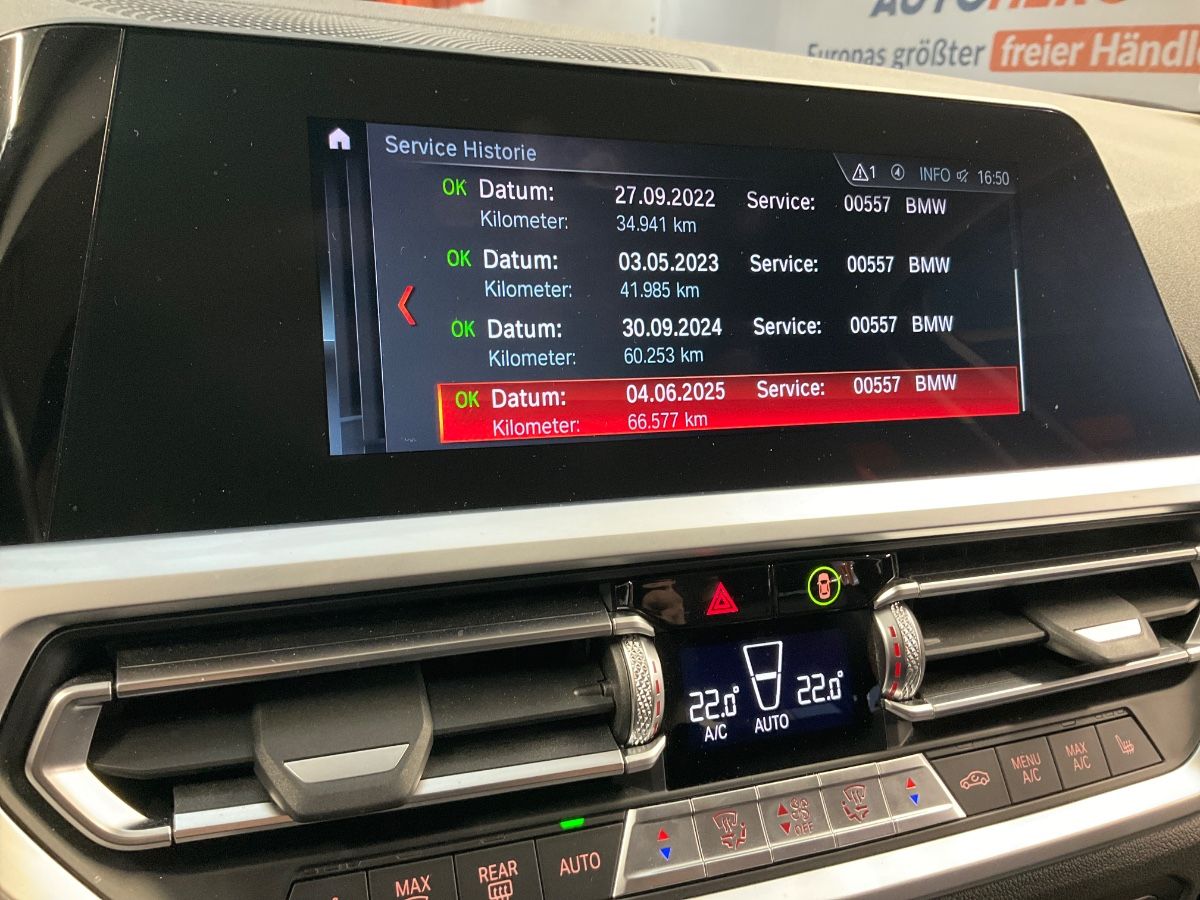 Europas größter freier Händl
Service Historie
1 INFO 16:50
OK Datum: 27.09.2022 Service: 00557 BMW
Kilometer: 34.941 km
OK Datum: 03.05.2023 Service: 00557 BMW
Kilometer: 41.985 km
OK Datum: 30.09.2024 Service: 00557 BMW
Kilometer: 60.253 km
OK Datum: 04.06.2025 Service: 00557 BMW
Kilometer: 66.577 km
22.0° 22.0°
A/C AUTO
MENU A/C
MAX A/C
OFF
MAX
REAR
AUTO